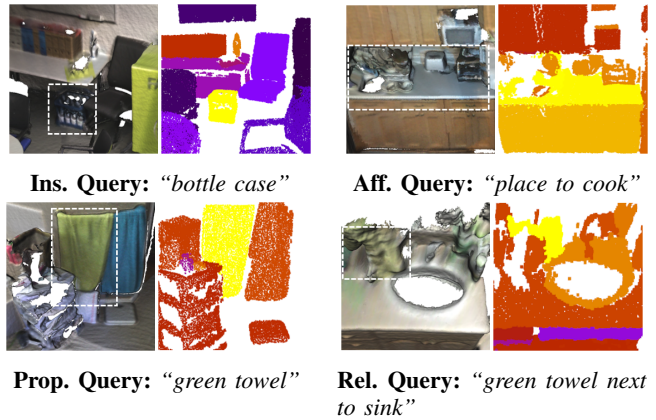 Ins. Query: “bottle case”
Aff. Query: “place to cook”
Prop. Query: “green towel”
Rel. Query: “green towel next
to sink”